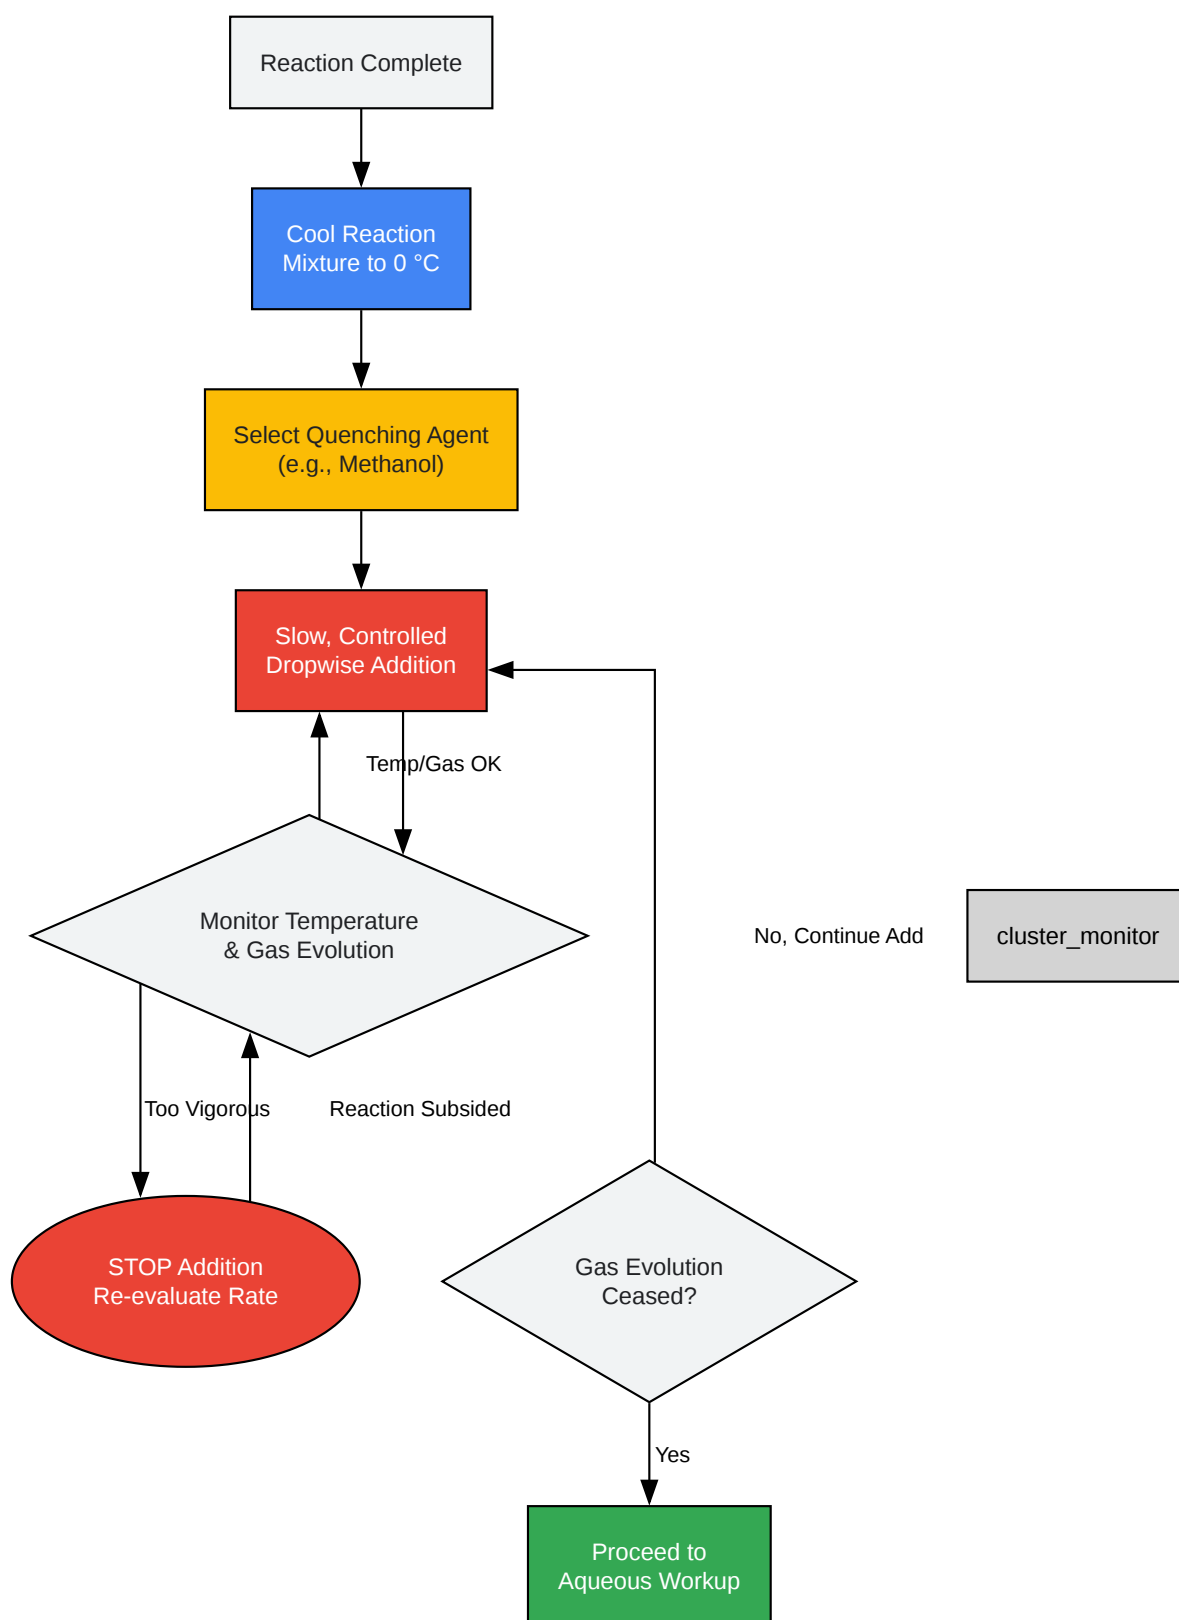 Reaction Complete
Cool Reaction
Mixture to 0 °C
Select Quenching Agent
(e.g., Methanol)
Slow, Controlled
Dropwise Addition
Temp/Gas OK
Monitor Temperature
& Gas Evolution
No, Continue Add
cluster_monitor
Too Vigorous
Reaction Subsided
STOP Addition
Re-evaluate Rate
Gas Evolution
Ceased?
Yes
Proceed to
Aqueous Workup